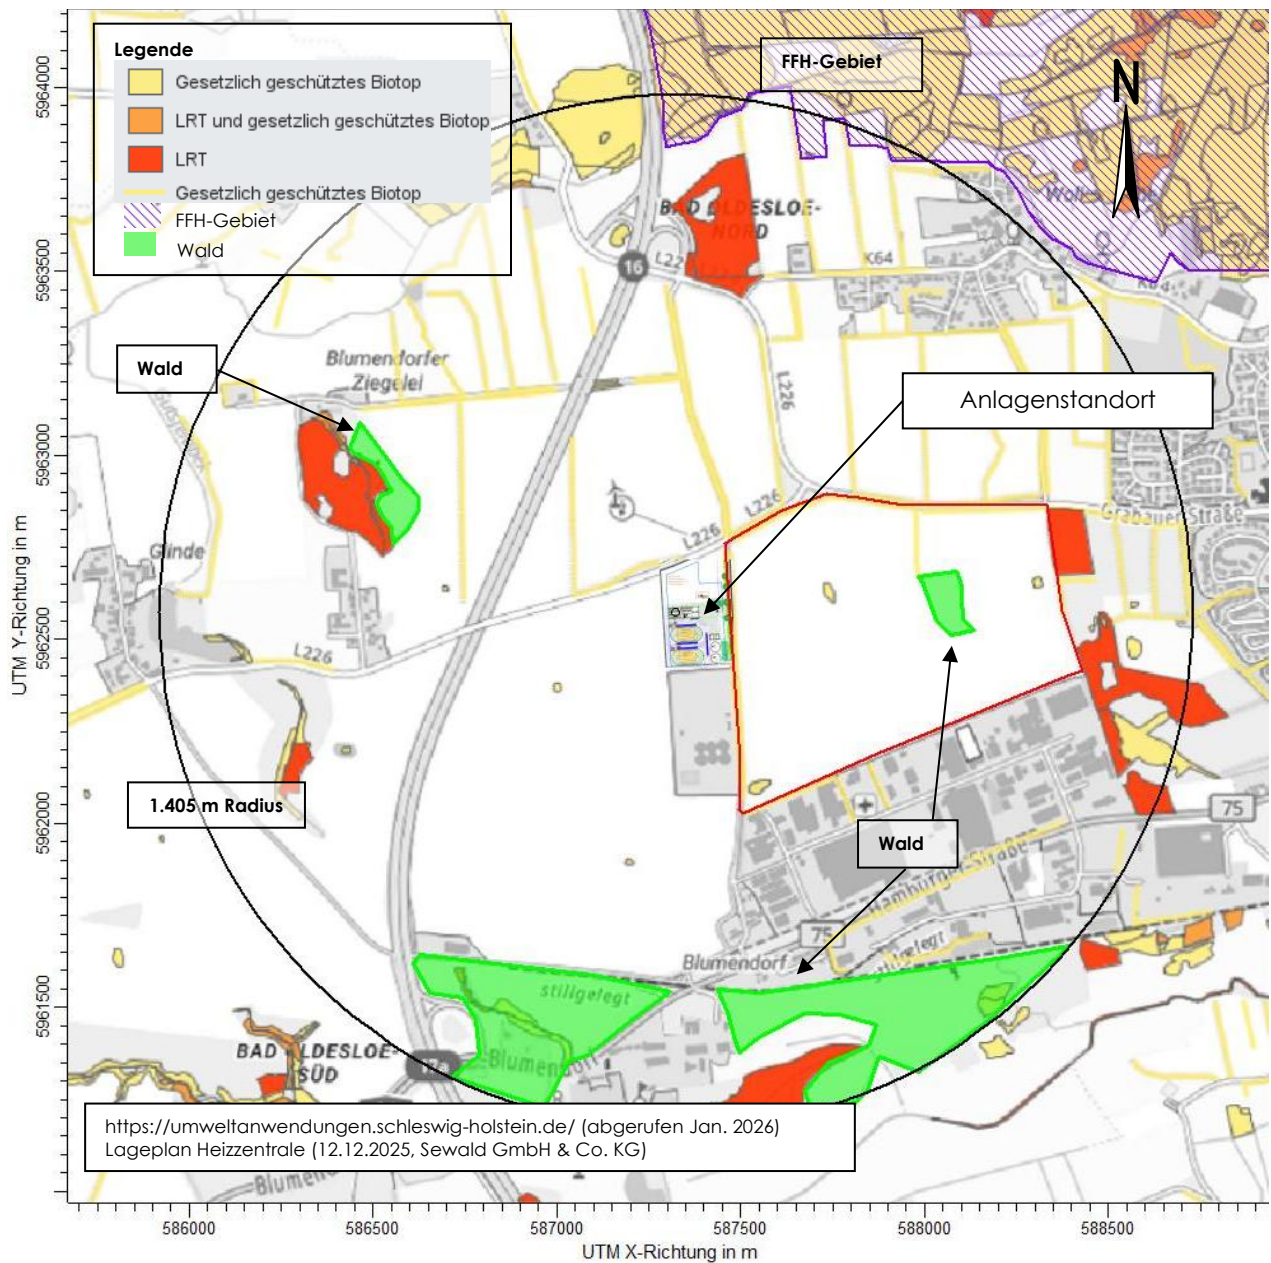 Legende
Gesetzlich geschütztes Biotop
LRT und gesetzlich geschütztes Biotop
LRT
Gesetzlich geschütztes Biotop
FFH-Gebiet
Wald
FFH-Gebiet
N
BAD OLDESLOE-
NORD
16
K64
K64
Wald
Blumendorfer
Ziegelei
Anlagenstandort
L226
L226
L226
Grabauer Straße
Glinde
L226
1.405 m Radius
75
Wald
Hamburger Straße
75
Blumendorf
stillgelegt
stillgelegt
BAD OLDESLOE-
SÜD
Blumendorf
https://umweltanwendungen.schleswig-holstein.de/ (abgerufen Jan. 2026)
Lageplan Heizzentrale (12.12.2025, Sewald GmbH & Co. KG)
Blumendorf
UTM Y-Richtung in m
5964000
5963500
5963000
5962500
5962000
5961500
586000
586500
587000
587500
588000
588500
UTM X-Richtung in m